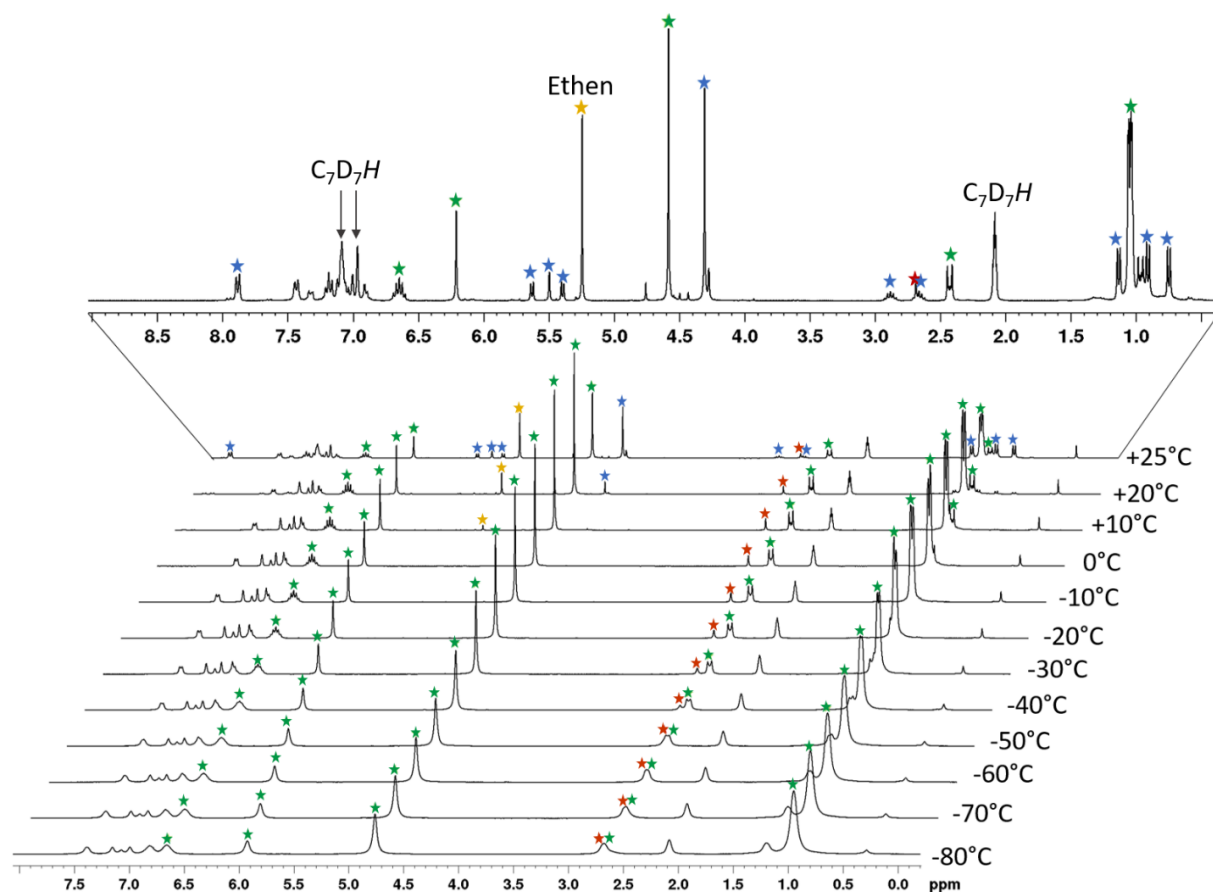 Ethen
C₇D₇H
C₇D₇H
8.5 8.0 7.5 7.0 6.5 6.0 5.5 5.0 4.5 4.0 3.5 3.0 2.5 2.0 1.5 1.0
+25°C
+20°C
+10°C
0°C
-10°C
-20°C
-30°C
-40°C
-50°C
-60°C
-70°C
-80°C
7.5 7.0 6.5 6.0 5.5 5.0 4.5 4.0 3.5 3.0 2.5 2.0 1.5 1.0 0.5 0.0 ppm